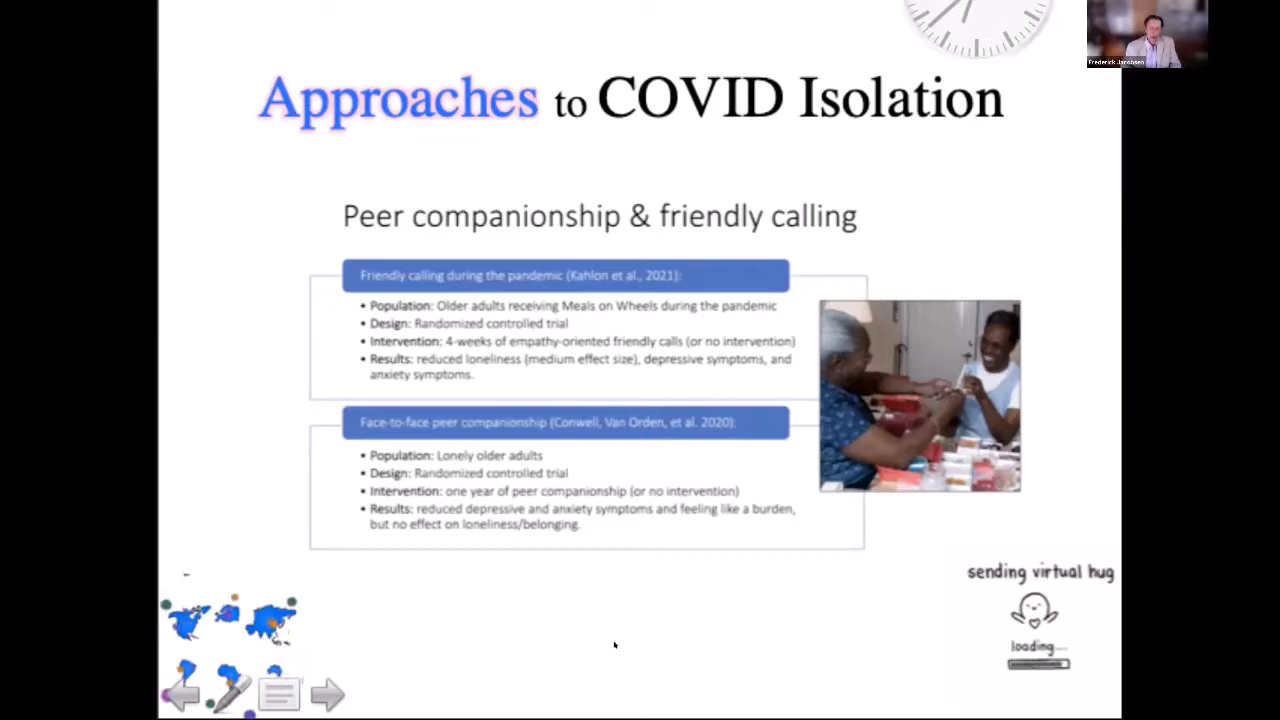 Frederick Jacobsen
Approaches to COVID Isolation
Peer companionship & friendly calling
Friendly calling during the pandemic (Kahlon et al., 2021):
• Population: Older adults receiving Meals on Wheels during the pandemic
• Design: Randomized controlled trial
• Intervention: 4-weeks of empathy-oriented friendly calls (or no intervention)
• Results: reduced loneliness (medium effect size), depressive symptoms, and
anxiety symptoms.
Face-to-face peer companionship (Conwell, Van Orden, et al. 2020):
• Population: Lonely older adults
• Design: Randomized controlled trial
• Intervention: one year of peer companionship (or no intervention)
• Results: reduced depressive and anxiety symptoms and feeling like a burden,
but no effect on loneliness/belonging.
sending virtual hug
loading....